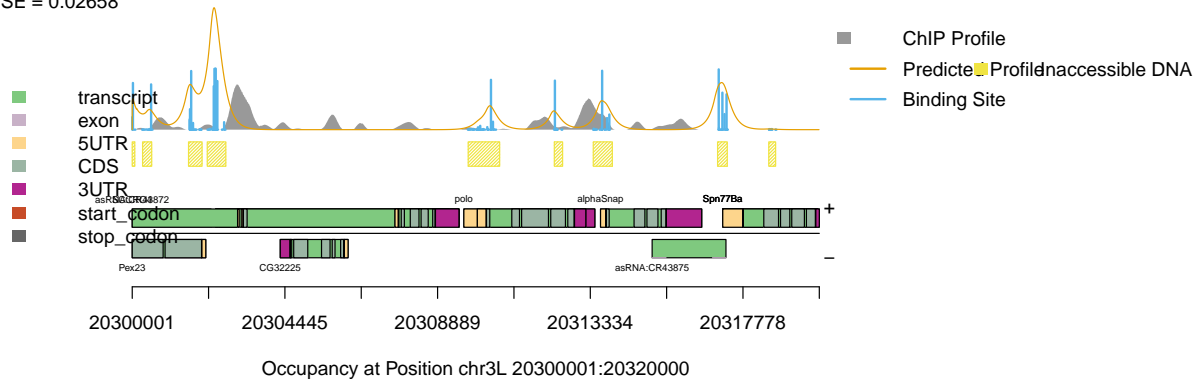 SE = 0.02658
ChIP Profile
Predicted Profile
Inaccessible DNA
Binding Site
transcript
exon
5UTR
CDS
3UTR
start_codon
stop_codon
polo
alphaSnap
Spn77Ba
+
Pex23
CG32225
asRNA:CR43875
–
20300001
20304445
20308889
20313334
20317778
Occupancy at Position chr3L 20300001:20320000